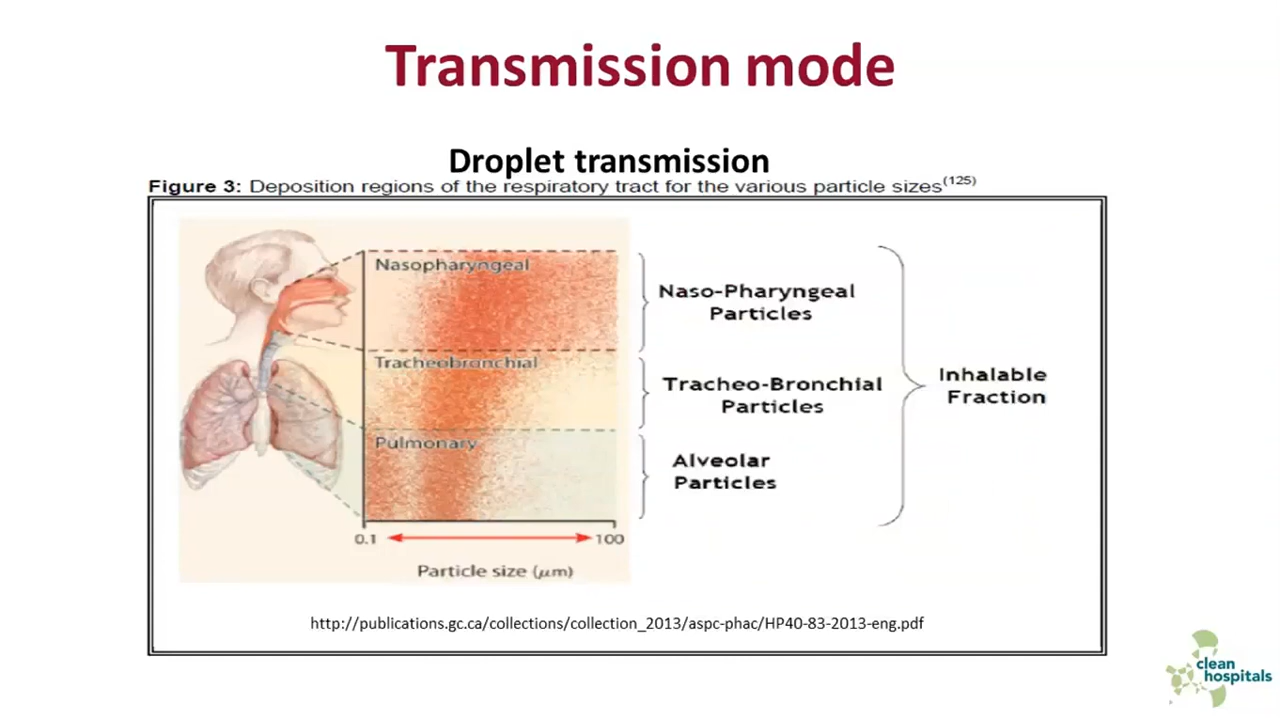 Transmission mode
Droplet transmission
Figure 3: Deposition regions of the respiratory tract for the various particle sizes(125)
Nasopharyngeal
Tracheobronchial
Pulmonary
0.1
100
Particle size (μm)
Naso-Pharyngeal
Particles
Tracheo-Bronchial
Particles
Alveolar
Particles
Inhalable
Fraction
http://publications.gc.ca/collections/collection_2013/aspc-phac/HP40-83-2013-eng.pdf
clean
hospitals